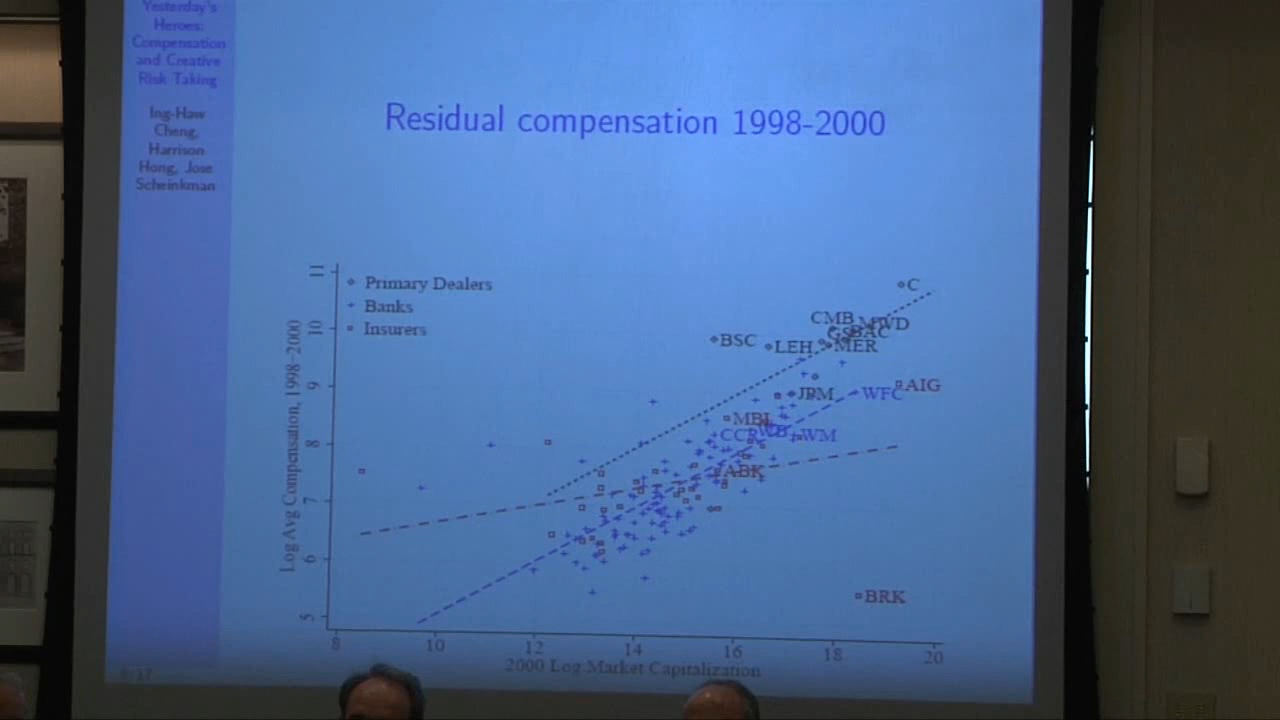 Yesterday's
Heroes:
Compensation
and Creative
Risk Taking
Ing-Haw
Cheng,
Harrison
Hong, Jose
Scheinkman
Residual compensation 1998-2000
Log Avg Compensation, 1998-2000
11
10
9
8
7
6
5
Primary Dealers
Banks
Insurers
C
CMB
MWD
GS
BAC
BSC
LEH
MER
AIG
JPM
WFC
MBI
CCR
WB
WM
ABK
BRK
8
10
12
14
16
18
20
2000 Log Market Capitalization